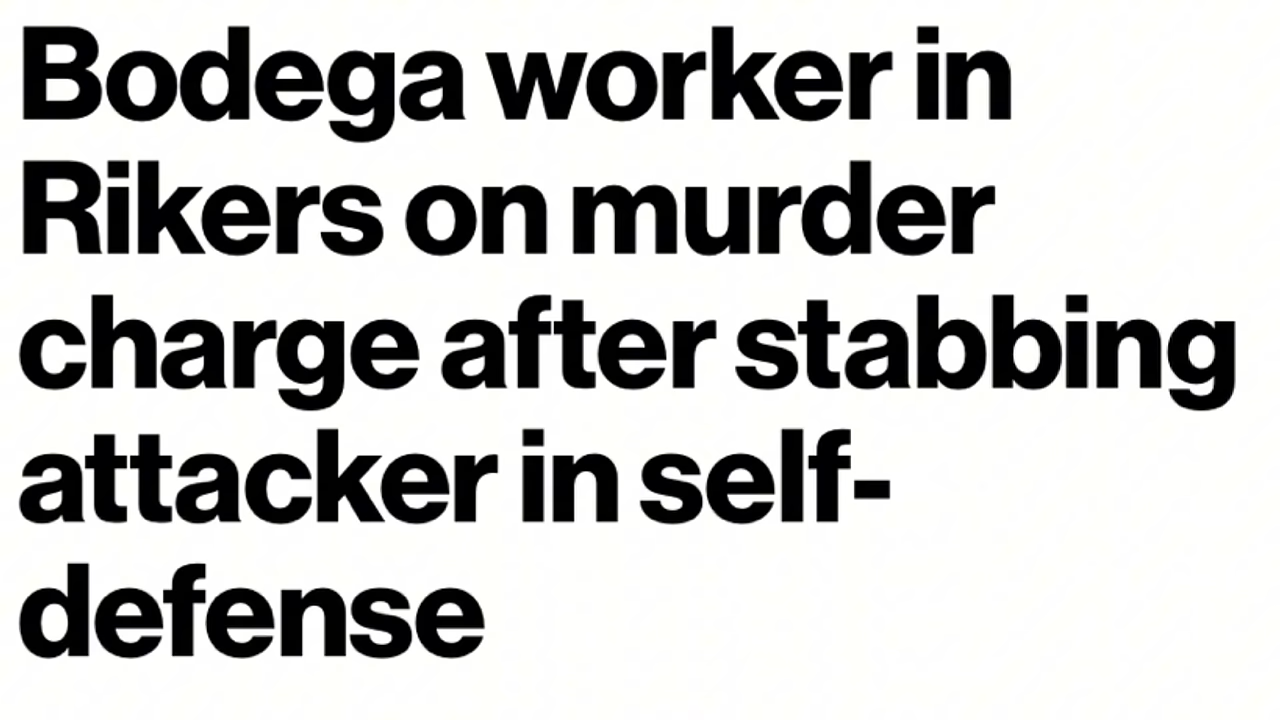 Bodega worker in
Rikers on murder
charge after stabbing
attacker in self-
defense